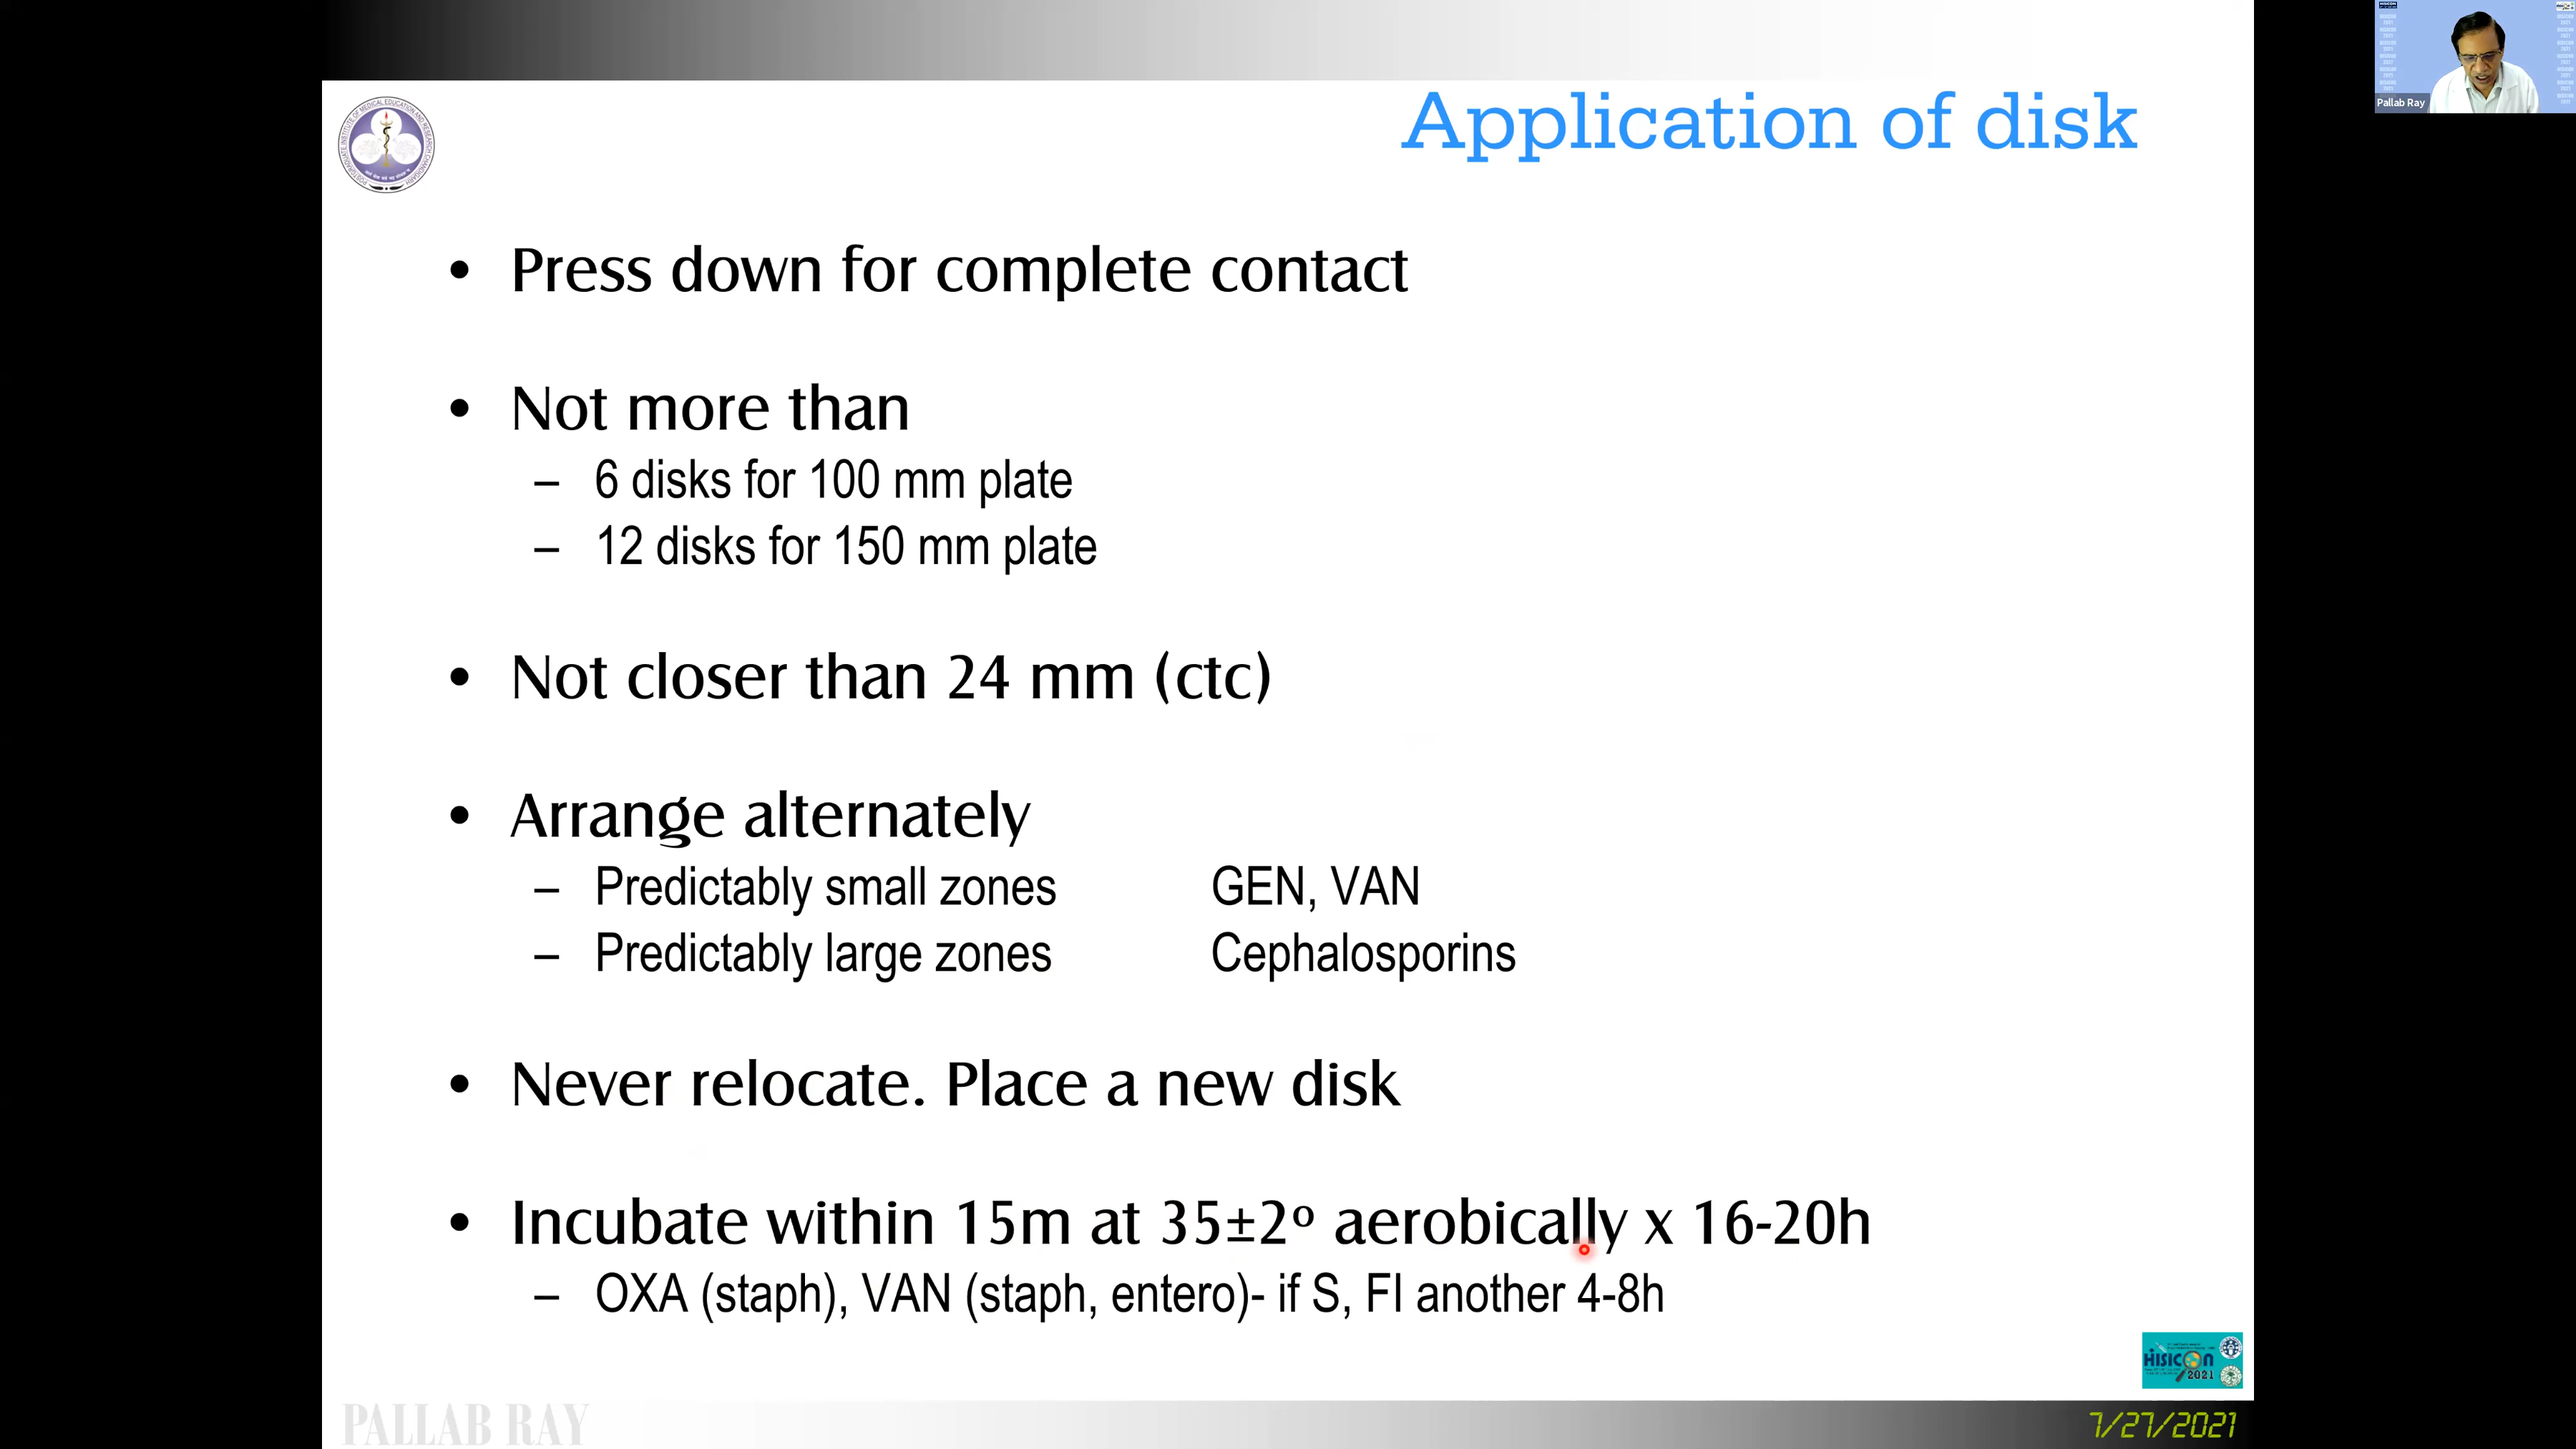 Pallab Ray
Application of disk
• Press down for complete contact
• Not more than
– 6 disks for 100 mm plate
– 12 disks for 150 mm plate
• Not closer than 24 mm (ctc)
• Arrange alternately
– Predictably small zones GEN, VAN
– Predictably large zones Cephalosporins
• Never relocate. Place a new disk
• Incubate within 15m at 35±2º aerobically x 16-20h
– OXA (staph), VAN (staph, entero)- if S, FI another 4-8h
HISICON
2021
PALLAB RAY
7/27/2021